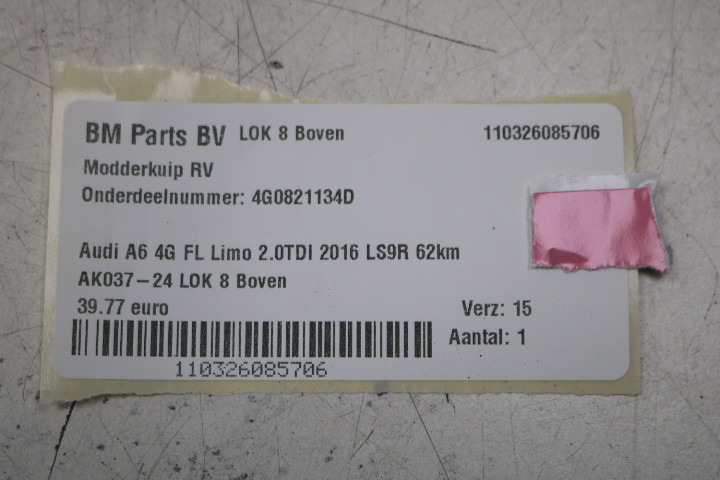 BM Parts BV LOK 8 Boven 110326085706
Modderkuip RV
Onderdeelnummer: 4G0821134D
Audi A6 4G FL Limo 2.0TDI 2016 LS9R 62km
AK037-24 LOK 8 Boven
39.77 euro Verz: 15
Aantal: 1
110326085706